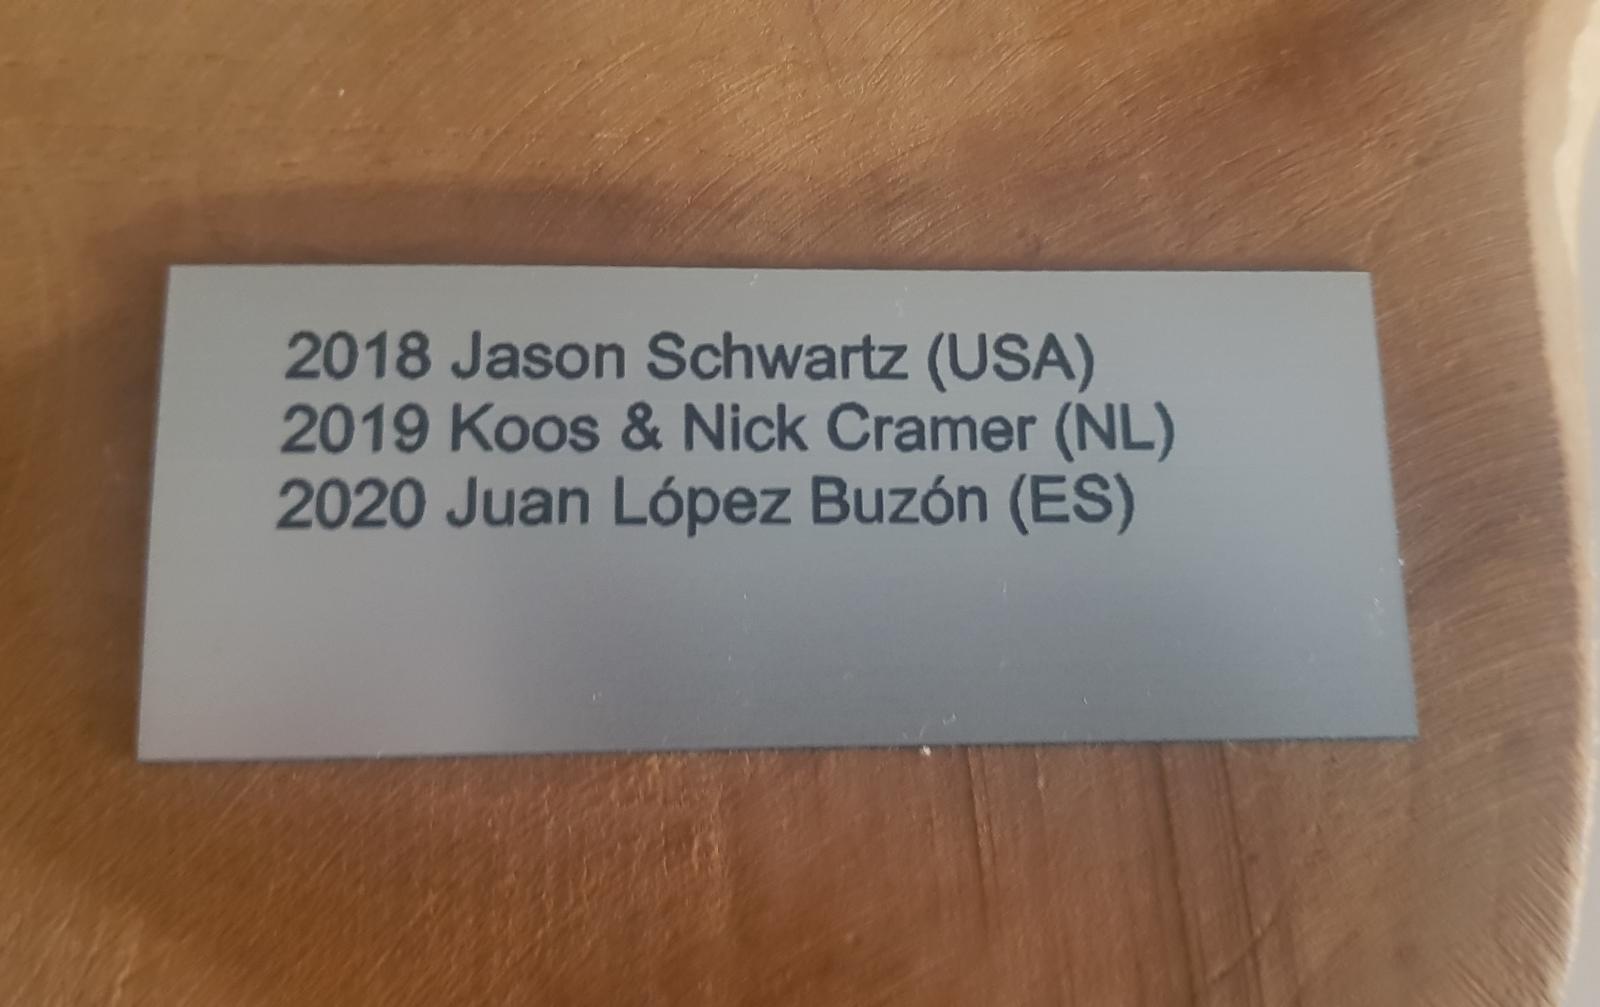 2018 Jason Schwartz (USA)
2019 Koos & Nick Cramer (NL)
2020 Juan López Buzón (ES)